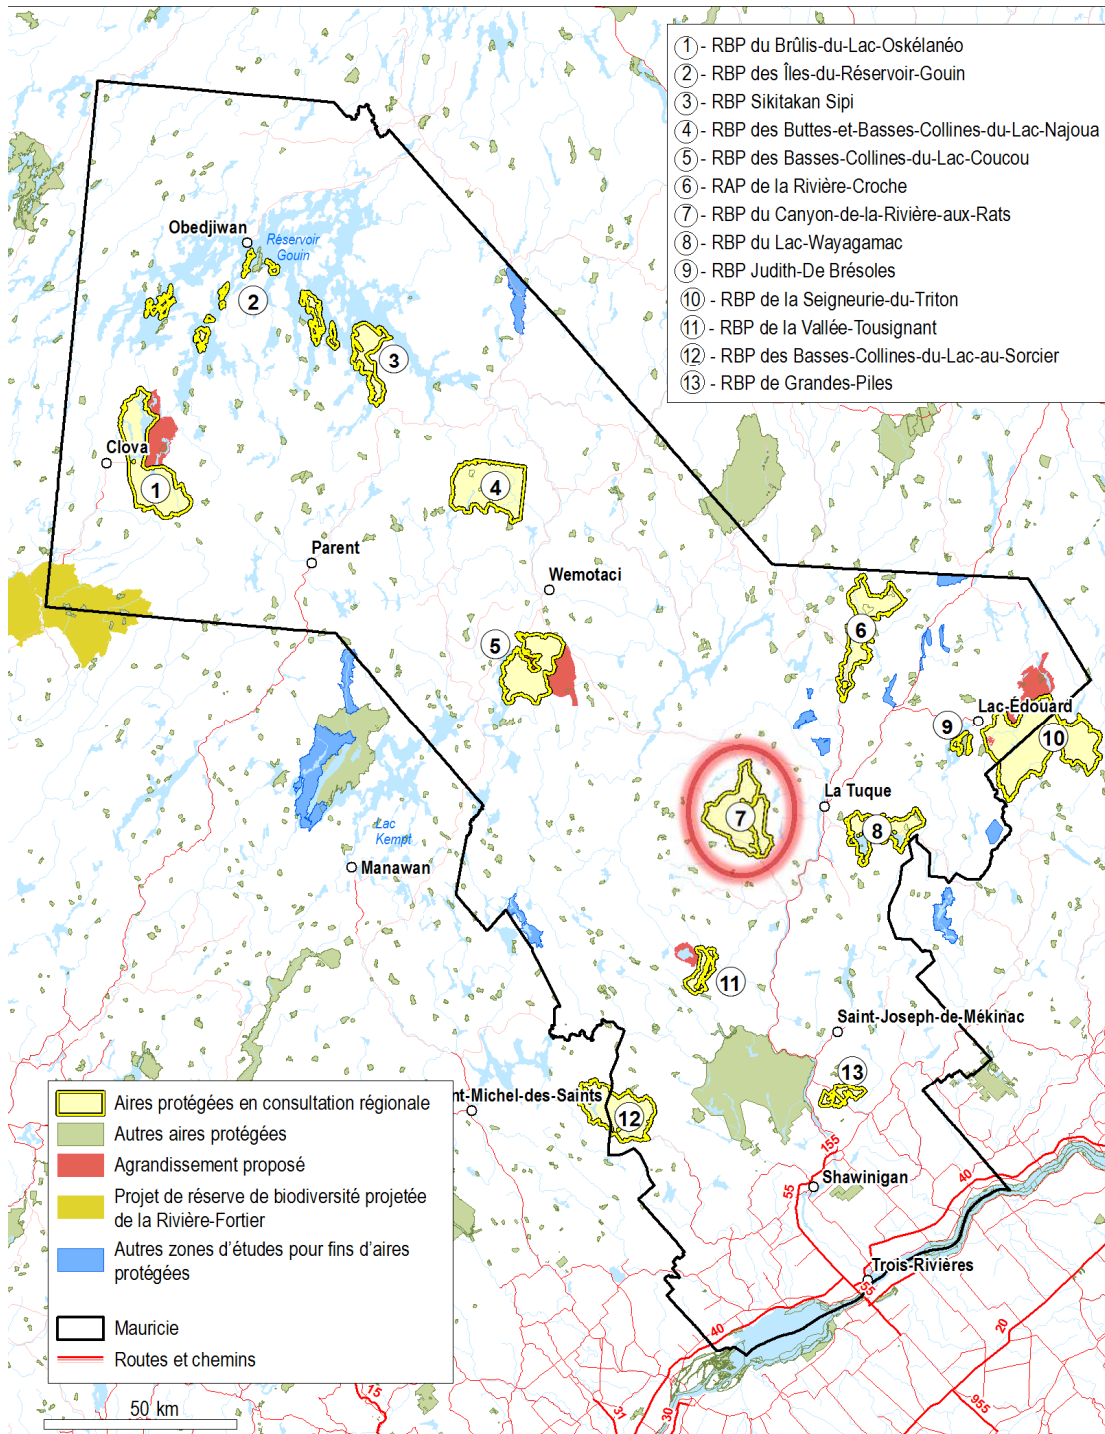 1 - RBP du Brûlis-du-Lac-Oskélanéo
2 - RBP des Îles-du-Réservoir-Gouin
3 - RBP Sikitakan Sipi
4 - RBP des Buttes-et-Basses-Collines-du-Lac-Najoua
5 - RBP des Basses-Collines-du-Lac-Coucou
6 - RAP de la Rivière-Croche
7 - RBP du Canyon-de-la-Rivière-aux-Rats
8 - RBP du Lac-Wayagamac
9 - RBP Judith-De Brésoles
10 - RBP de la Seigneurie-du-Triton
11 - RBP de la Vallée-Tousignant
12 - RBP des Basses-Collines-du-Lac-au-Sorcier
13 - RBP de Grandes-Piles
Obedjiwan
Réservoir
Gouin
2
3
Clova
1
4
Parent
Wemotaci
5
6
Lac-Édouard
9
10
La Tuque
7
8
Lac
Kempt
Manawan
11
Saint-Joseph-de-Mékinac
13
nt-Michel-des-Saints
12
155
55
40
Shawinigan
Trois-Rivières
55
40
20
955
30
31
15
Aires protégées en consultation régionale
Autres aires protégées
Agrandissement proposé
Projet de réserve de biodiversité projetée
de la Rivière-Fortier
Autres zones d'études pour fins d'aires
protégées
Mauricie
Routes et chemins
50 km